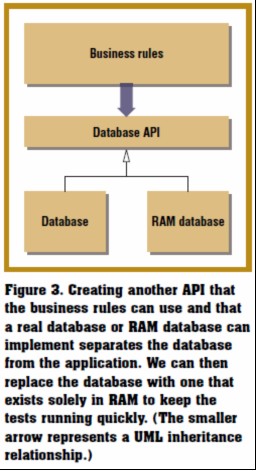 Business rules
Database API
Database
RAM database
Figure 3. Creating another API that
the business rules can use and that
a real database or RAM database can
implement separates the database
from the application. We can then
replace the database with one that
exists solely in RAM to keep the
tests running quickly. (The smaller
arrow represents a UML inheritance
relationship.)